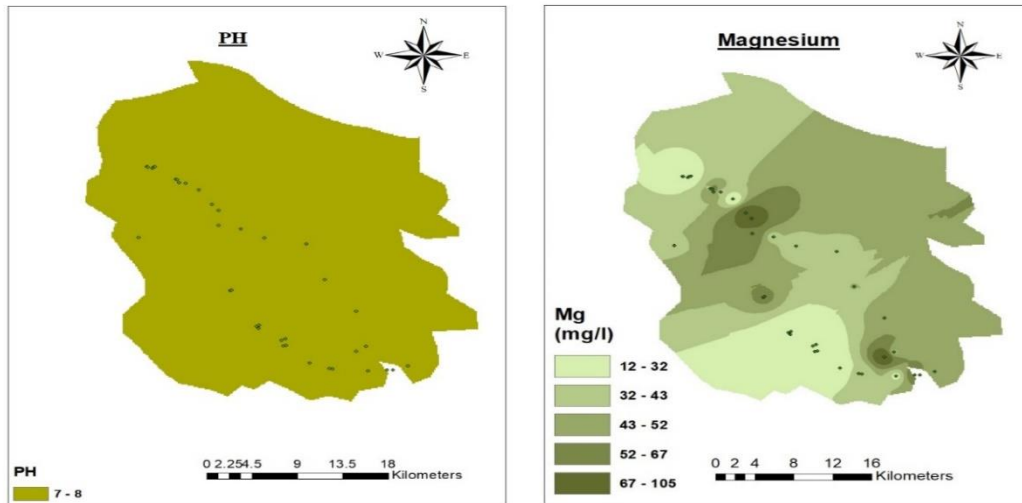 PH
N
W E
S
0 2.254.5 9 13.5 18
Kilometers
PH
7 - 8
Magnesium
N
W E
S
Mg
(mg/l)
12 - 32
32 - 43
43 - 52
52 - 67
67 - 105
0 2 4 8 12 16
Kilometers